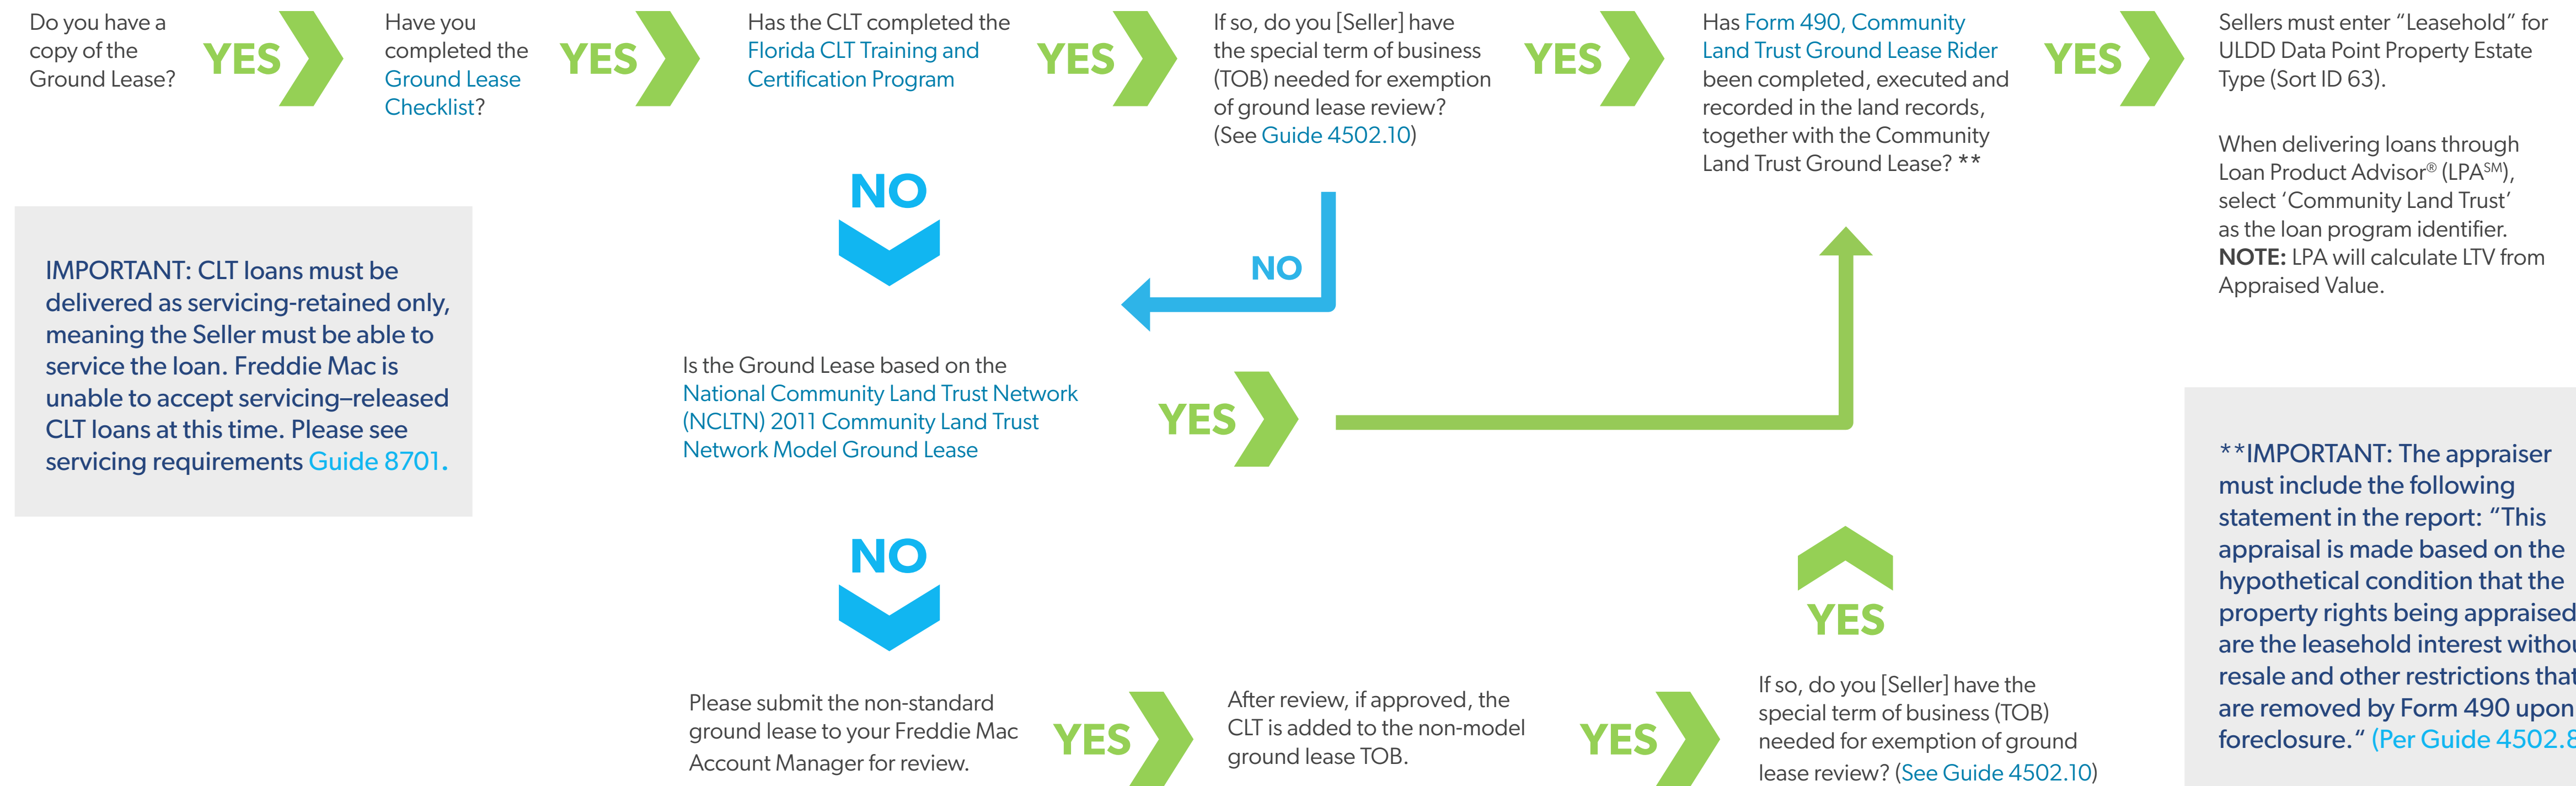 Do you have a
copy of the
Ground Lease?
YES
Have you
completed the
Ground Lease
Checklist?
YES
Has the CLT completed the
Florida CLT Training and
Certification Program
YES
If so, do you [Seller] have
the special term of business
(TOB) needed for exemption
of ground lease review?
(See Guide 4502.10)
YES
Has Form 490, Community
Land Trust Ground Lease Rider
been completed, executed and
recorded in the land records,
together with the Community
Land Trust Ground Lease? **
YES
Sellers must enter “Leasehold” for
ULDD Data Point Property Estate
Type (Sort ID 63).
When delivering loans through
Loan Product Advisor® (LPA℠),
select ‘Community Land Trust’
as the loan program identifier.
NOTE: LPA will calculate LTV from
Appraised Value.
NO
NO
IMPORTANT: CLT loans must be
delivered as servicing-retained only,
meaning the Seller must be able to
service the loan. Freddie Mac is
unable to accept servicing–released
CLT loans at this time. Please see
servicing requirements Guide 8701.
Is the Ground Lease based on the
National Community Land Trust Network
(NCLTN) 2011 Community Land Trust
Network Model Ground Lease
YES
**IMPORTANT: The appraiser
must include the following
statement in the report: “This
appraisal is made based on the
hypothetical condition that the
property rights being appraised
are the leasehold interest withou
resale and other restrictions that
are removed by Form 490 upon
foreclosure.“ (Per Guide 4502.8
NO
YES
Please submit the non-standard
ground lease to your Freddie Mac
Account Manager for review.
YES
After review, if approved, the
CLT is added to the non-model
ground lease TOB.
YES
If so, do you [Seller] have the
special term of business (TOB)
needed for exemption of ground
lease review? (See Guide 4502.10)